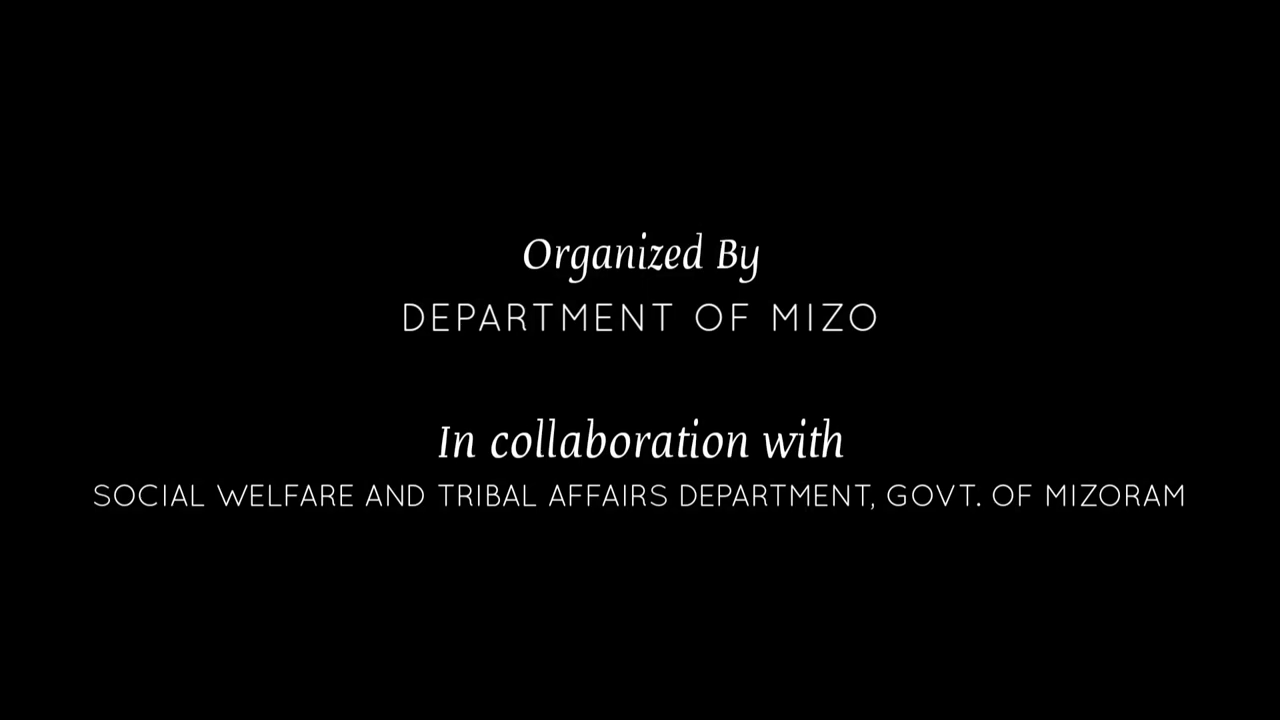 Organized By
DEPARTMENT OF MIZO
In collaboration with
SOCIAL WELFARE AND TRIBAL AFFAIRS DEPARTMENT, GOVT. OF MIZORAM